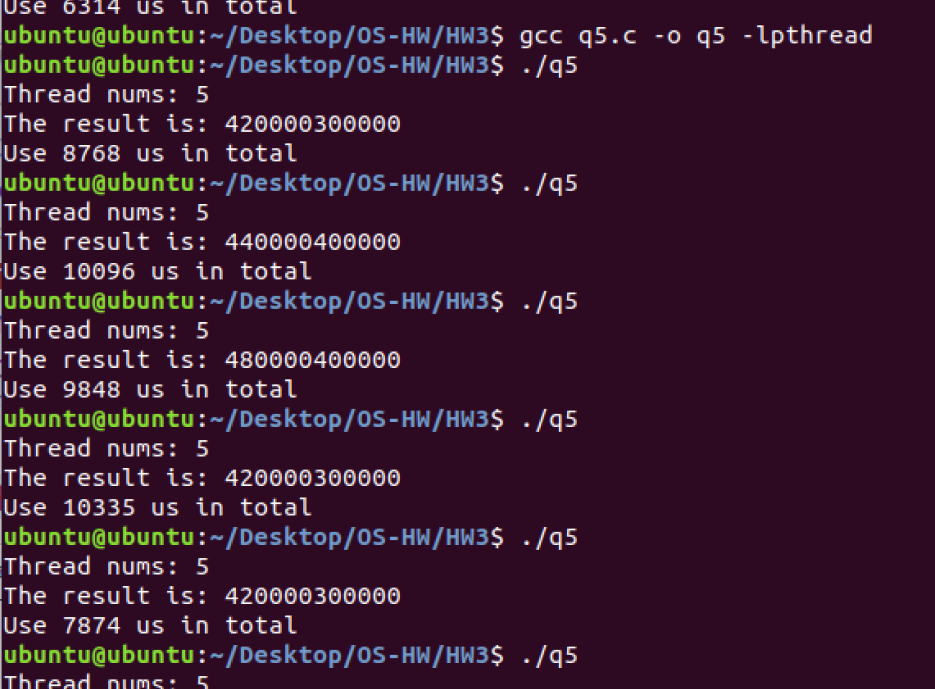 Use 6314 us in total
ubuntu@ubuntu:~/Desktop/OS-HW/HW3$ gcc q5.c -o q5 -lpthread
ubuntu@ubuntu:~/Desktop/OS-HW/HW3$ ./q5
Thread nums: 5
The result is: 420000300000
Use 8768 us in total
ubuntu@ubuntu:~/Desktop/OS-HW/HW3$ ./q5
Thread nums: 5
The result is: 440000400000
Use 10096 us in total
ubuntu@ubuntu:~/Desktop/OS-HW/HW3$ ./q5
Thread nums: 5
The result is: 480000400000
Use 9848 us in total
ubuntu@ubuntu:~/Desktop/OS-HW/HW3$ ./q5
Thread nums: 5
The result is: 420000300000
Use 10335 us in total
ubuntu@ubuntu:~/Desktop/OS-HW/HW3$ ./q5
Thread nums: 5
The result is: 420000300000
Use 7874 us in total
ubuntu@ubuntu:~/Desktop/OS-HW/HW3$ ./q5
Thread nums: 5